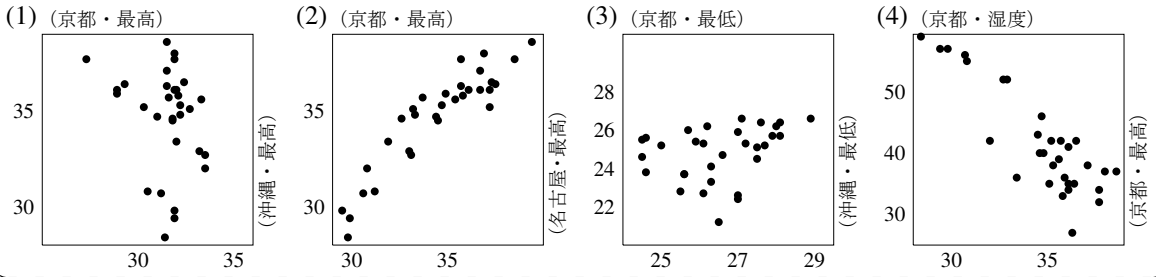 (1)（京都・最高）
35
30
30
35
（沖縄・最高）
(2)（京都・最高）
35
30
30
35
（名古屋・最高）
(3)（京都・最低）
28
26
24
22
25
27
29
（沖縄・最低）
(4)（京都・湿度）
50
40
30
30
35
（京都・最高）